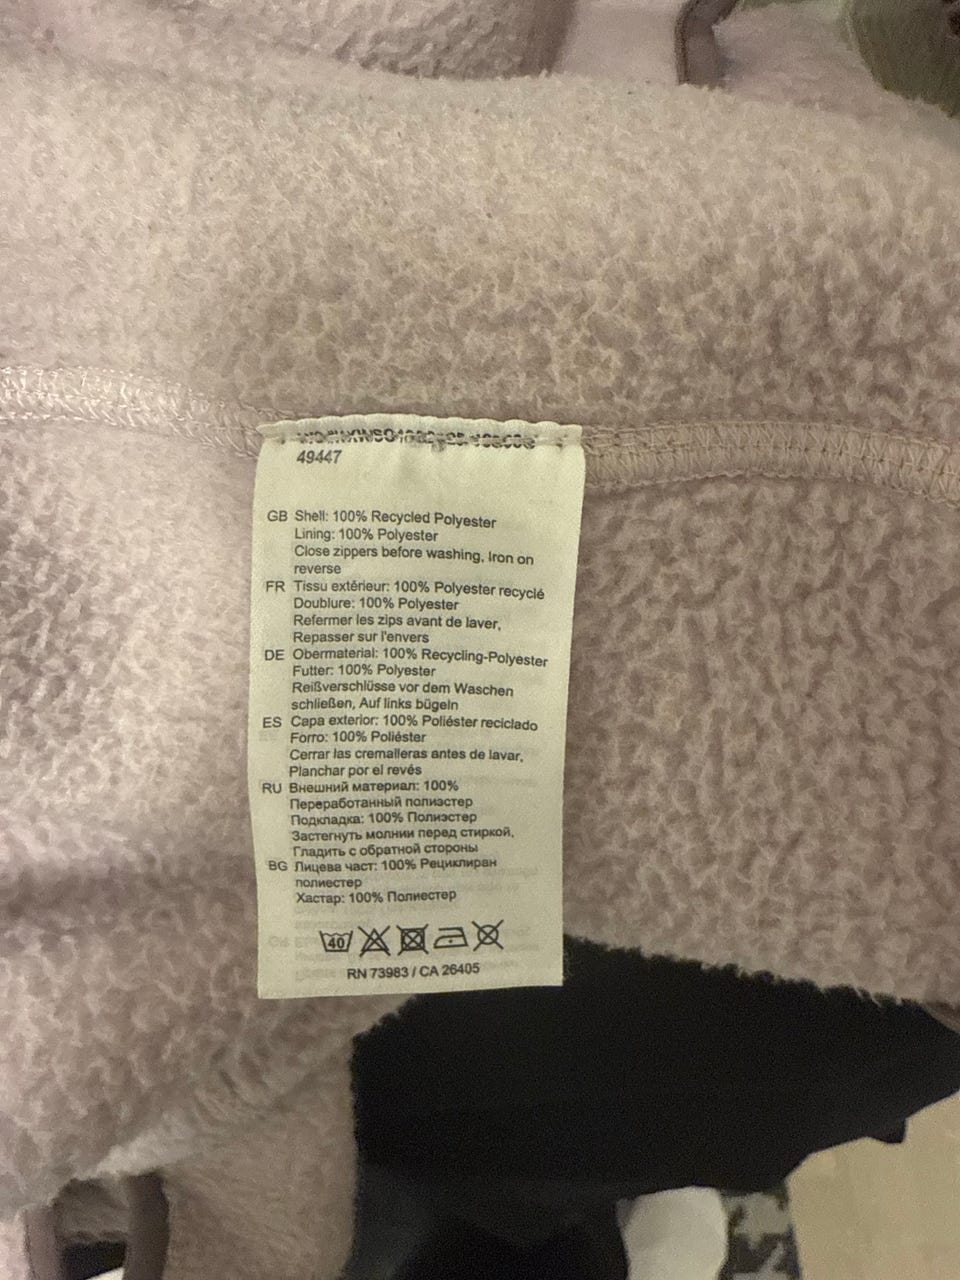 49447
GB Shell: 100% Recycled Polyester
Lining: 100% Polyester
Close zippers before washing, Iron on
reverse
FR Tissu extérieur: 100% Polyester recyclé
Doublure: 100% Polyester
Refermer les zips avant de laver,
Repasser sur l'envers
DE Obermaterial: 100% Recycling-Polyester
Futter: 100% Polyester
Reißverschlüsse vor dem Waschen
schließen, Auf links bügeln
ES Capa exterior: 100% Poliéster reciclado
Forro: 100% Poliéster
Cerrar las cremalleras antes de lavar,
Planchar por el revés
RU Внешний материал: 100%
Переработанный полиэстер
Подкладка: 100% Полиэстер
Застегнуть молнии перед стиркой,
Гладить с обратной стороны
BG Лицева част: 100% Рециклиран
полиестер
Хастар: 100% Полиестер
40
RN 73983 / CA 26405